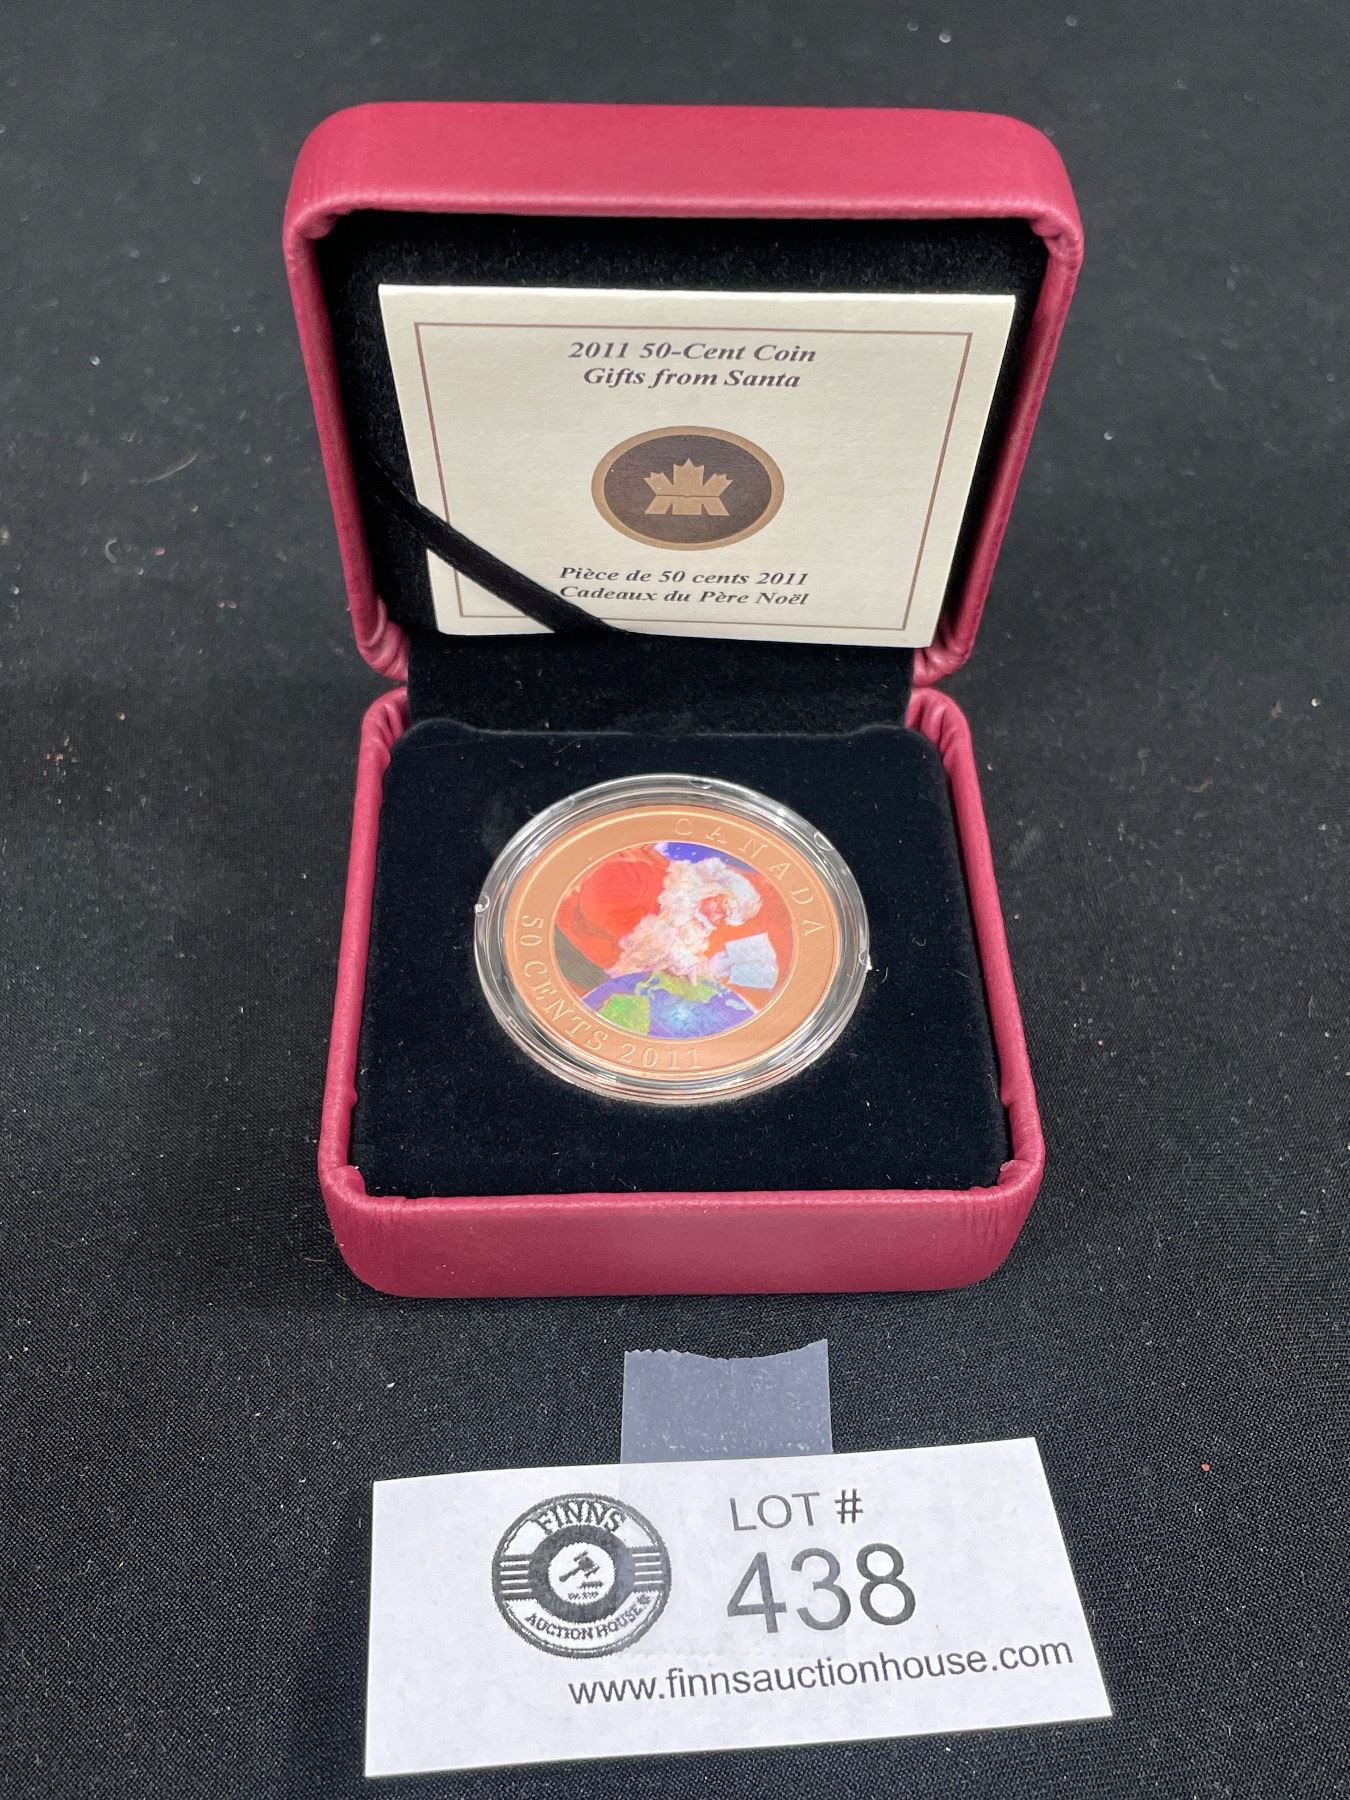 2011 50-Cent Coin
Gifts from Santa
Pièce de 50 cents 2011
Cadeaux du Père Noël
CANADA
50 CENTS 2011
FINNS
AUCTION HOUSE
LOT #
438
www.finnsauctionhouse.com